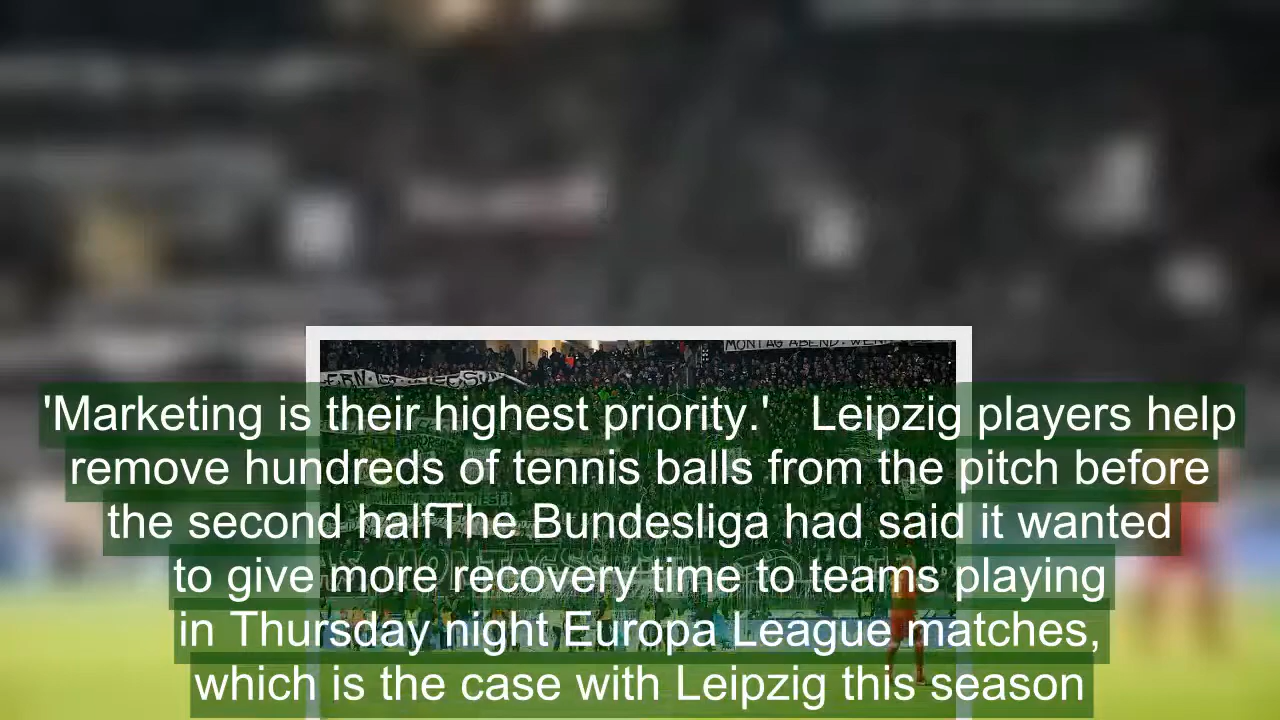 MONTAG ABEND
'Marketing is their highest priority.'   Leipzig players help
remove hundreds of tennis balls from the pitch before
the second halfThe Bundesliga had said it wanted
to give more recovery time to teams playing
in Thursday night Europa League matches,
which is the case with Leipzig this season